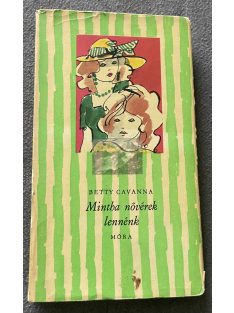 BETTY CAVANNA
Mintha nővérek
lennénk
MÓRA